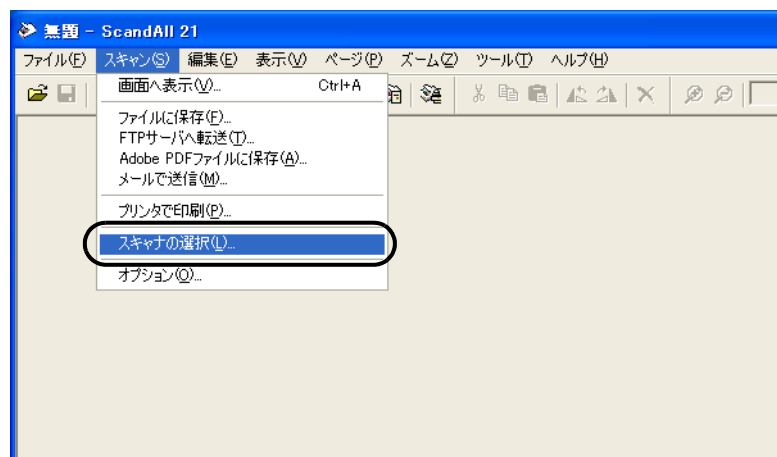 無題 - ScandAll 21
ファイル(F) スキャン(S) 編集(E) 表示(V) ページ(P) ズーム(Z) ツール(T) ヘルプ(H)
画面へ表示(V)... Ctrl+A
ファイルに保存(F)...
FTPサーバへ転送(T)...
Adobe PDFファイルに保存(A)...
メールで送信(M)...
プリンタで印刷(P)...
スキャナの選択(L)...
オプション(O)...